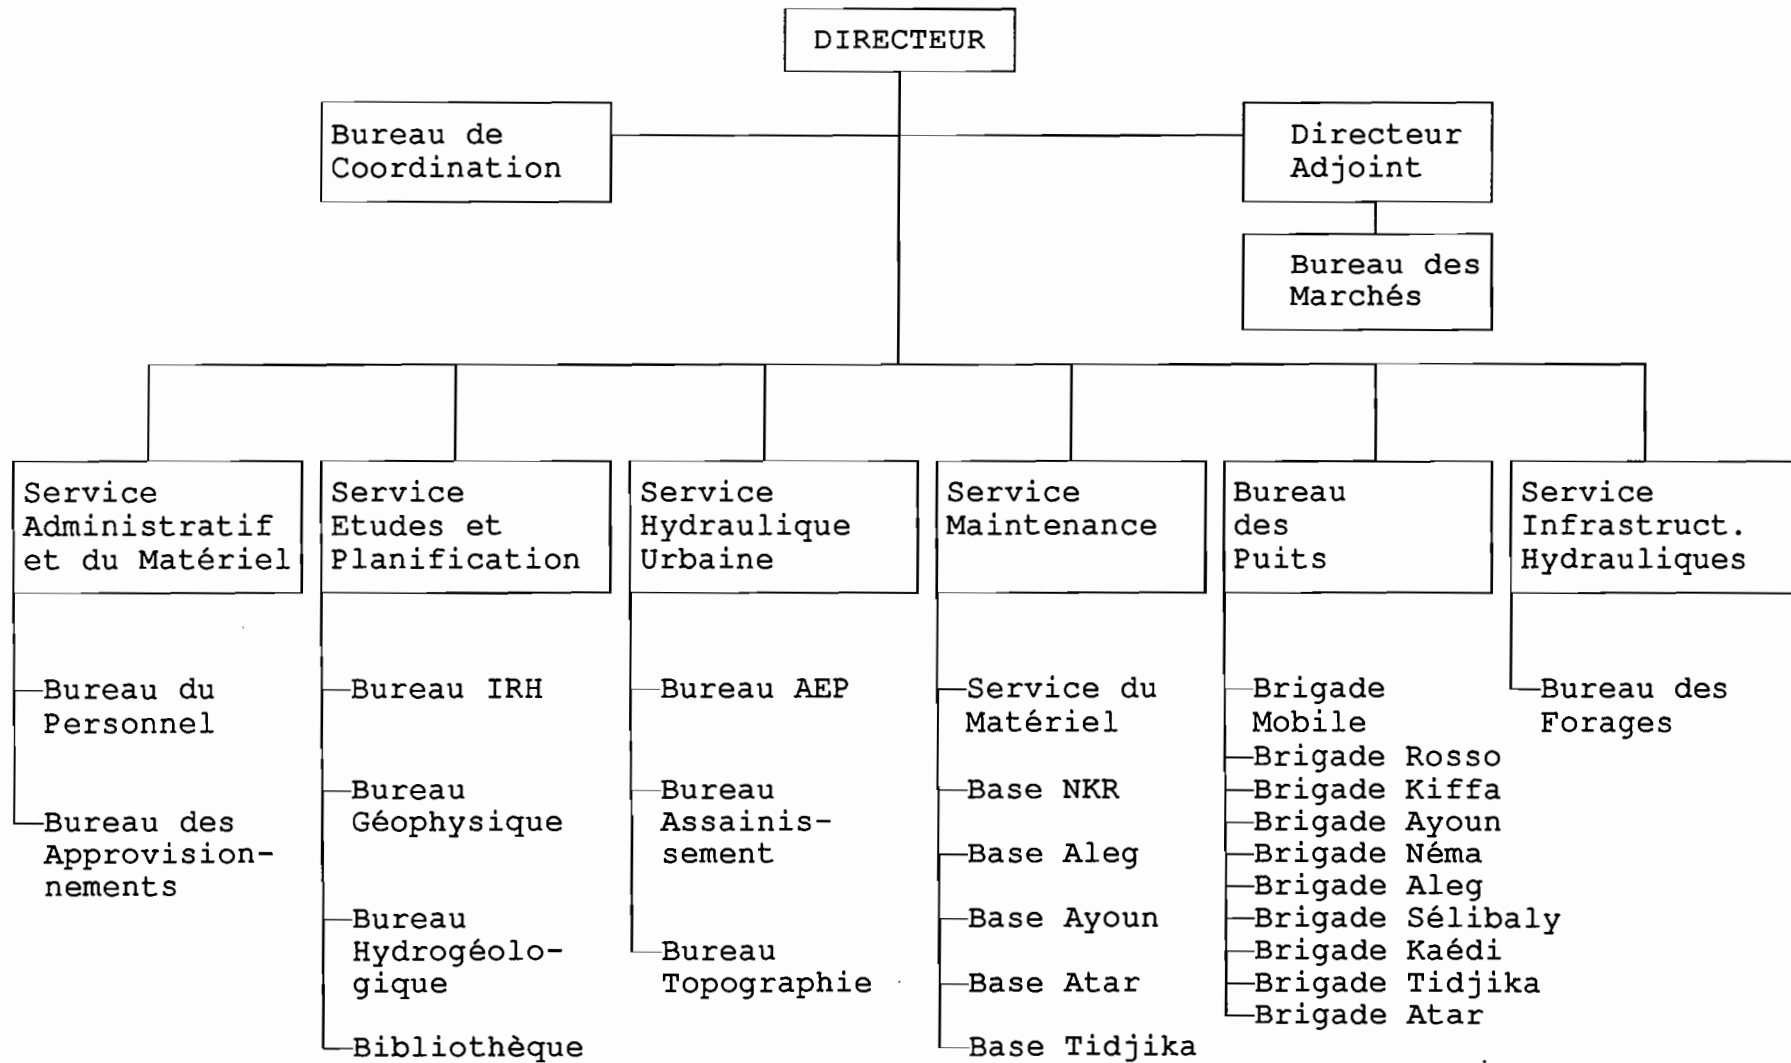 DIRECTEUR
Bureau de
Coordination
Directeur
Adjoint
Bureau des
Marchés
Service
Administratif
et du Matériel
Service
Etudes et
Planification
Service
Hydraulique
Urbaine
Service
Maintenance
Bureau
des
Puits
Service
Infrastruct.
Hydrauliques
Bureau du
Personnel
Bureau des
Approvision-
nements
Bureau IRH
Bureau
Géophysique
Bureau
Hydrogéolo-
gique
Bibliothèque
Bureau AEP
Bureau
Assainis-
sement
Bureau
Topographie
Service du
Matériel
Base NKR
Base Aleg
Base Ayoun
Base Atar
Base Tidjika
Brigade
Mobile
Brigade Rosso
Brigade Kiffa
Brigade Ayoun
Brigade Néma
Brigade Aleg
Brigade Sélibaly
Brigade Kaédi
Brigade Tidjika
Brigade Atar
Bureau des
Forages